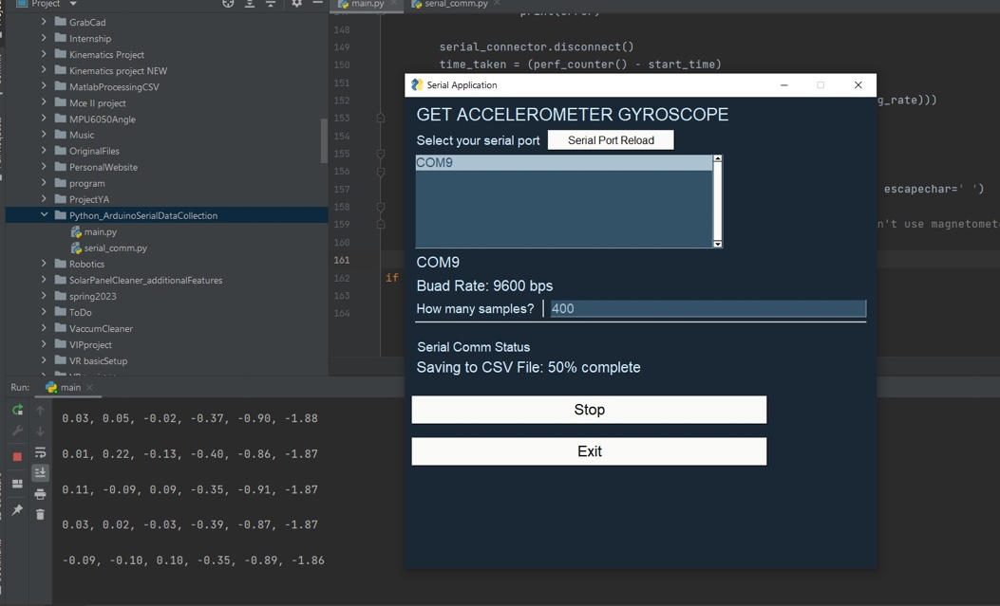 Project
main.py
serial_comm.py
GrabCad
Internship
Kinematics Project
Kinematics project NEW
MatlabProcessingCSV
Mce II project
MPU6050Angle
Music
OriginalFiles
PersonalWebsite
program
ProjectYA
Python_ArduinoSerialDataCollection
main.py
serial_comm.py
Robotics
SolarPanelCleaner_additionalFeatures
spring2023
ToDo
VaccumCleaner
VIPproject
VR basicSetup
148
149 serial_connector.disconnect()
150 time_taken = (perf_counter() - start_time)
151
152 g_rate)))
153
154
155
156
157 escapechar=' ')
158
159 n't use magnetomet
160
161
162 if
163
164
Serial Application
GET ACCELEROMETER GYROSCOPE
Select your serial port Serial Port Reload
COM9
COM9
Buad Rate: 9600 bps
How many samples? 400
Serial Comm Status
Saving to CSV File: 50% complete
Stop
Exit
Run: main
0.03, 0.05, -0.02, -0.37, -0.90, -1.88
0.01, 0.22, -0.13, -0.40, -0.86, -1.87
0.11, -0.09, 0.09, -0.35, -0.91, -1.87
0.03, 0.02, -0.03, -0.39, -0.87, -1.87
-0.09, -0.10, 0.10, -0.35, -0.89, -1.86